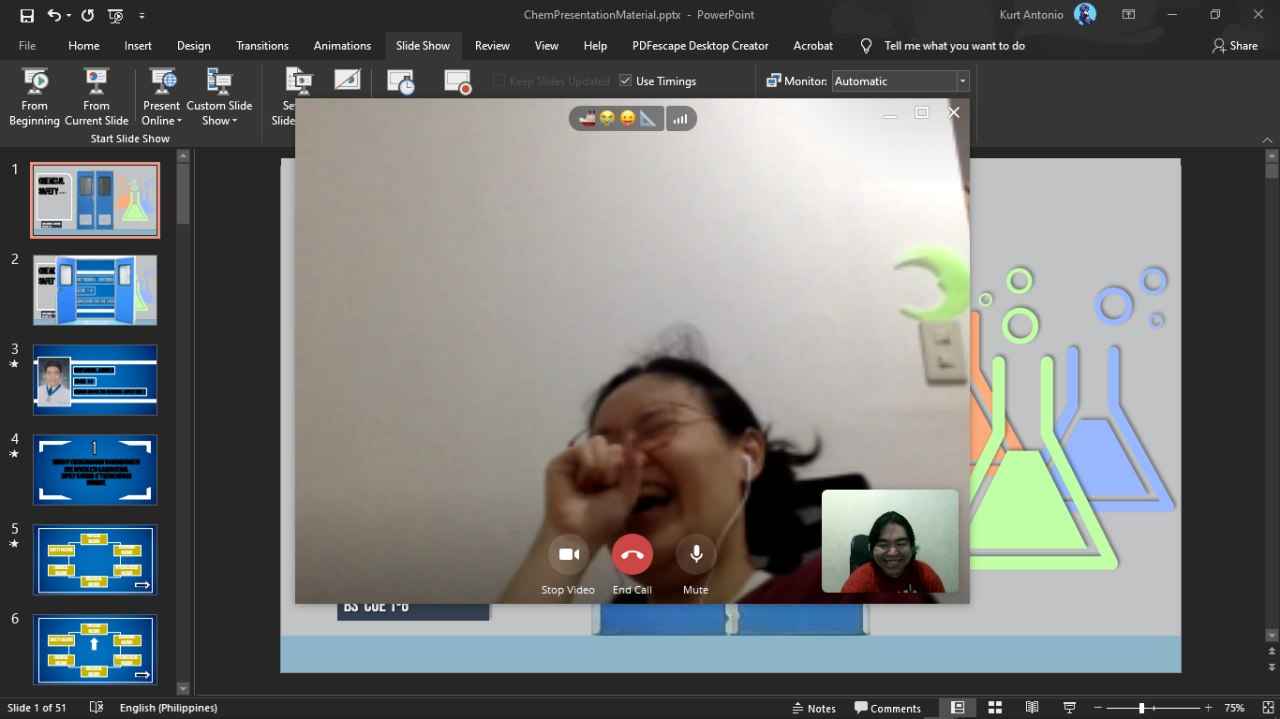 ChemPresentationMaterial.pptx - PowerPoint
Kurt Antonio
File Home Insert Design Transitions Animations Slide Show Review View Help PDFescape Desktop Creator Acrobat Tell me what you want to do Share
From Beginning
From Current Slide
Present Online
Custom Slide Show
Keep Slides Updated
Use Timings
Monitor: Automatic
Start Slide Show
1
CHEMICAL
SAFETY
2
3
4
1
5
6
Stop Video
End Call
Mute
Slide 1 of 51
English (Philippines)
Notes
Comments
75%